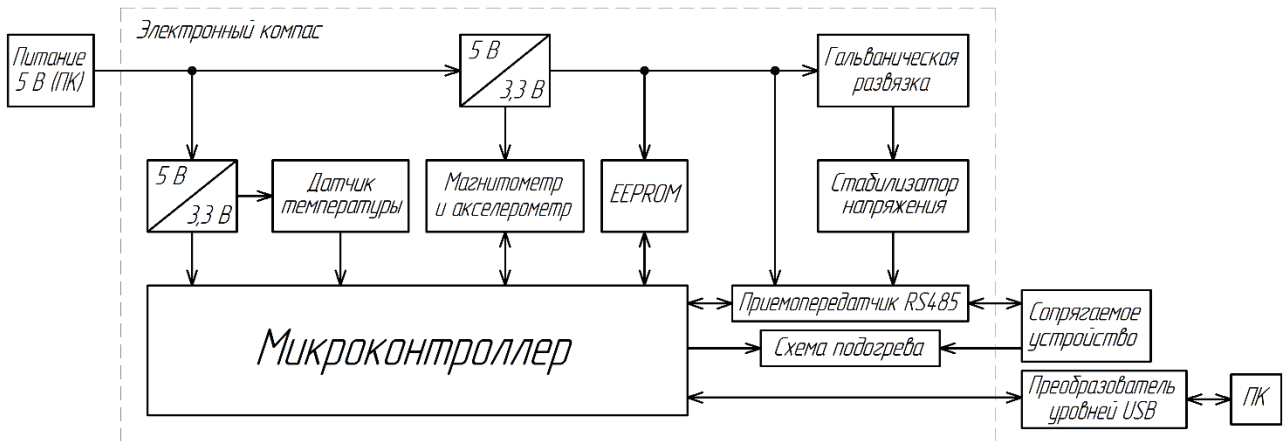 Электронный компас
Питание
5 В (ПК)
5 В
3,3 В
Гальваническая
развязка
5 В
3,3 В
Датчик
температуры
Магнитометр
и акселерометр
EEPROM
Стабилизатор
напряжения
Микроконтроллер
Приемопередатчик RS485
Схема подогрева
Сопрягаемое
устройство
Преобразователь
уровней USB
ПК